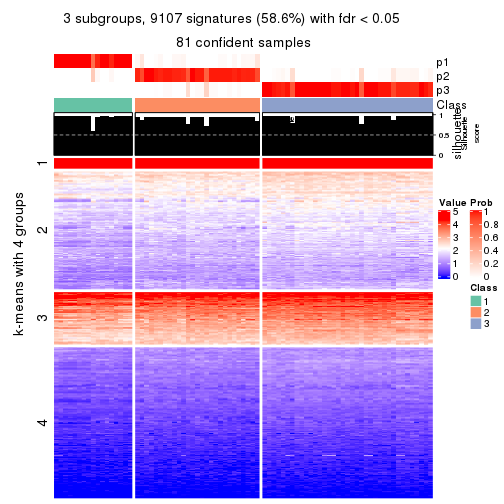 3 subgroups, 9107 signatures (58.6%) with fdr < 0.05
81 confident samples
p1
p2
p3
Class
1
0.5
0
silhouette
Silhouette
score
k-means with 4 groups
1
2
3
4
Value
5
4
3
2
1
0
Prob
1
0.8
0.6
0.4
0.2
0
Class
1
2
3